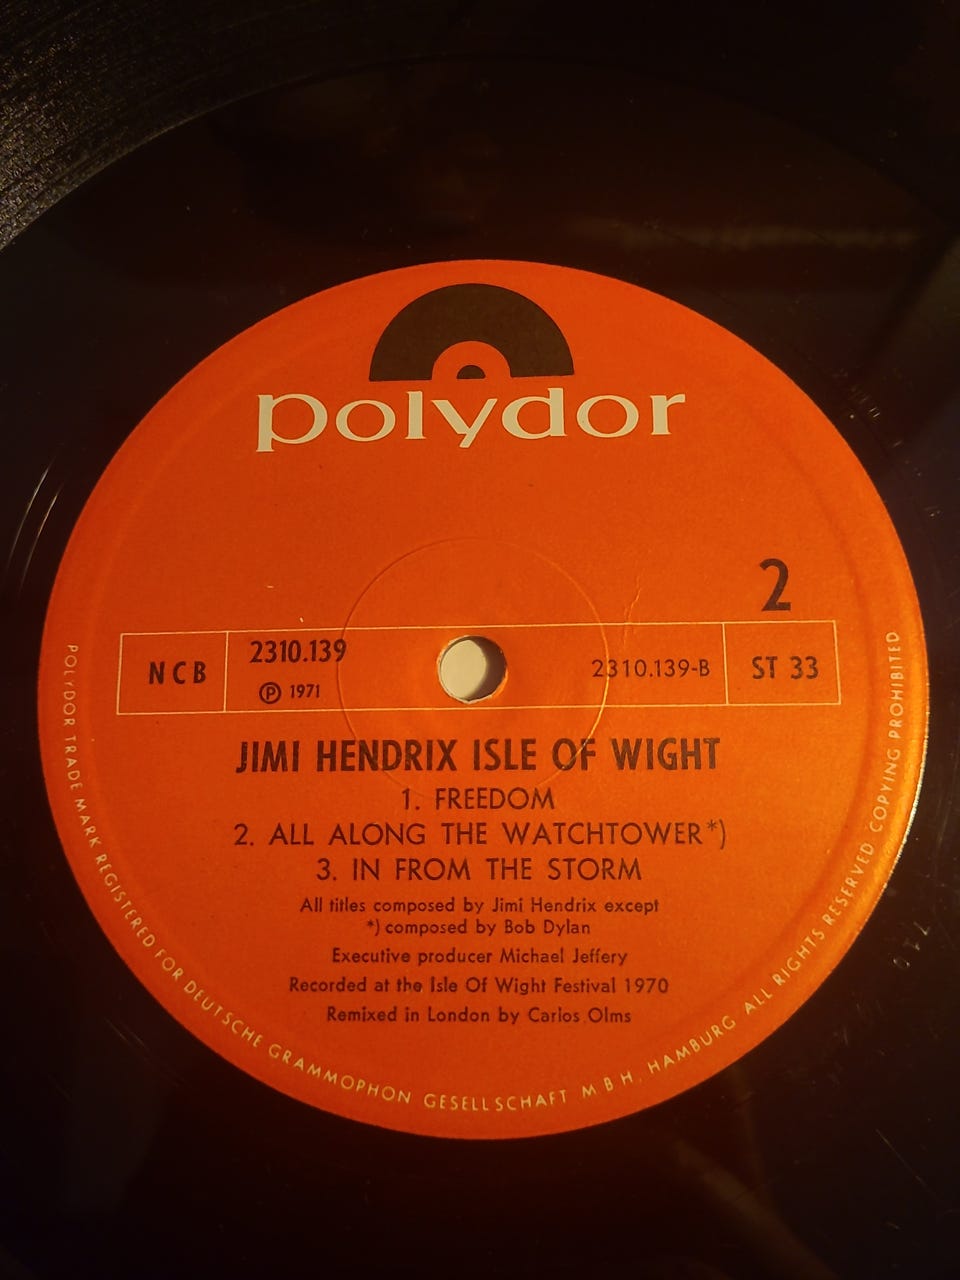 polydor
2
NCB
2310.139
℗ 1971
2310.139-B
ST 33
JIMI HENDRIX ISLE OF WIGHT
1. FREEDOM
2. ALL ALONG THE WATCHTOWER*)
3. IN FROM THE STORM
All titles composed by Jimi Hendrix except
*) composed by Bob Dylan
Executive producer Michael Jeffery
Recorded at the Isle Of Wight Festival 1970
Remixed in London by Carlos Olms
POLYDOR TRADE MARK REGISTERED FOR DEUTSCHE GRAMMOPHON GESELLSCHAFT M B H. HAMBURG ALL RIGHTS RESERVED COPYING PROHIBITED